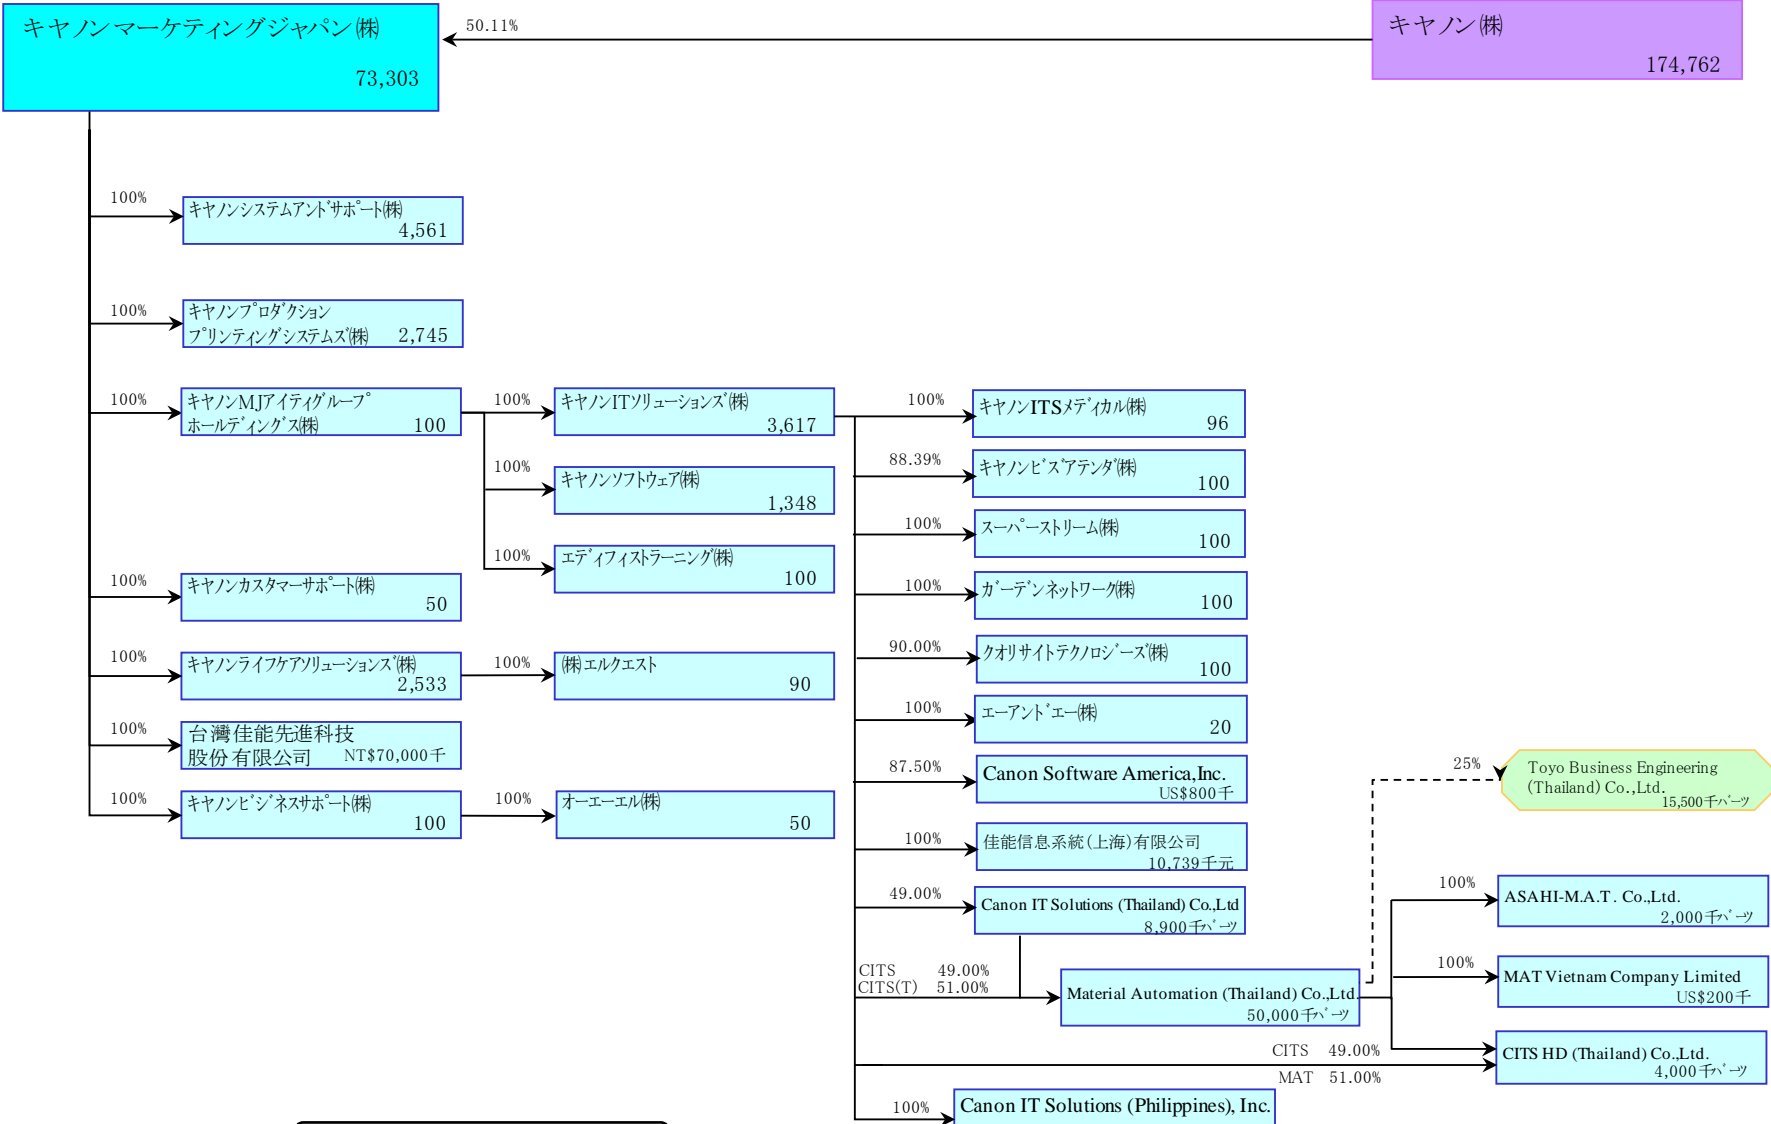 キヤノンマーケティングジャパン㈱
73,303
50.11%
キヤノン㈱
174,762
100%
キヤノンシステムアンドサポート㈱
4,561
100%
キヤノンプロダクション
プリンティングシステムズ㈱ 2,745
100%
キヤノンMJアイティグループ
ホールディングス㈱ 100
100%
キヤノンITソリューションズ㈱
3,617
100%
キヤノンソフトウェア㈱
1,348
100%
エディフィストラーニング㈱
100
100%
キヤノンカスタマーサポート㈱
50
100%
キヤノンライフケアソリューションズ㈱
2,533
100%
㈱エルクエスト
90
100%
台灣佳能先進科技
股份有限公司 NT$70,000千
100%
キヤノンビジネスサポート㈱
100
100%
オーエーエル㈱
50
100%
キヤノンITSメディカル㈱
96
88.39%
キヤノンビズアテンダ㈱
100
100%
スーパーストリーム㈱
100
100%
ガーデンネットワーク㈱
100
90.00%
クオリサイトテクノロジーズ㈱
100
100%
エーアンドエー㈱
20
87.50%
Canon Software America,Inc.
US$800千
100%
佳能信息系統(上海)有限公司
10,739千元
49.00%
Canon IT Solutions (Thailand) Co.,Ltd
8,900千バーツ
CITS 49.00%
CITS(T) 51.00%
Material Automation (Thailand) Co.,Ltd.
50,000千バーツ
25%
Toyo Business Engineering
(Thailand) Co.,Ltd.
15,500千バーツ
100%
ASAHI-M.A.T. Co.,Ltd.
2,000千バーツ
100%
MAT Vietnam Company Limited
US$200千
CITS 49.00%
MAT 51.00%
CITS HD (Thailand) Co.,Ltd.
4,000千バーツ
100%
Canon IT Solutions (Philippines), Inc.